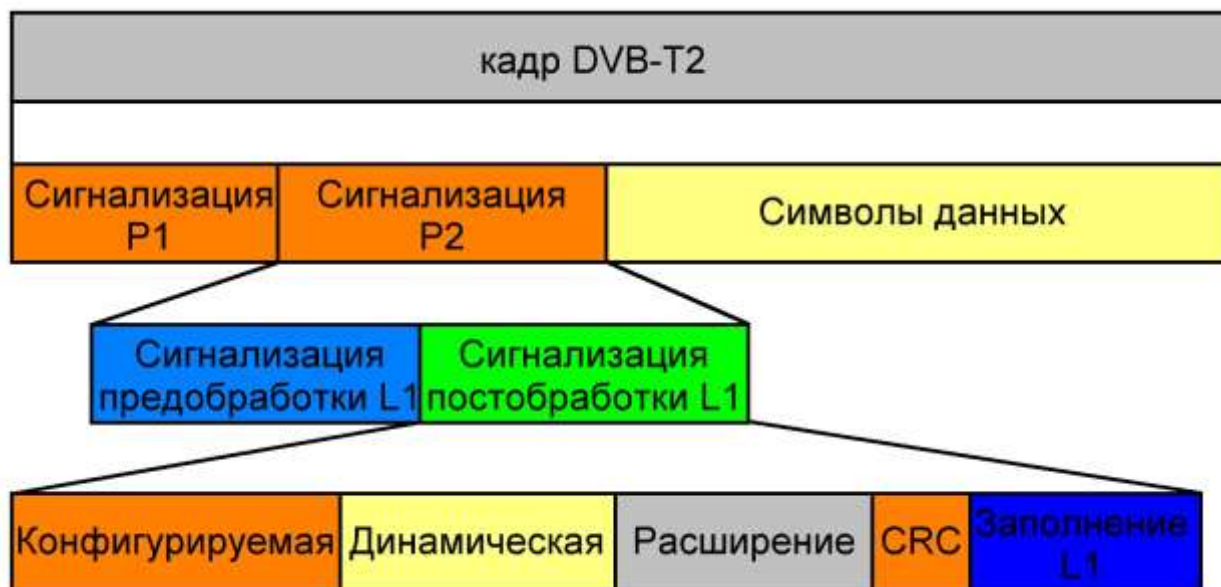 кадр DVB-T2
Сигнализация P1
Сигнализация P2
Символы данных
Сигнализация предобработки L1
Сигнализация постобработки L1
Конфигурируемая
Динамическая
Расширение
CRC
Заполнение L1